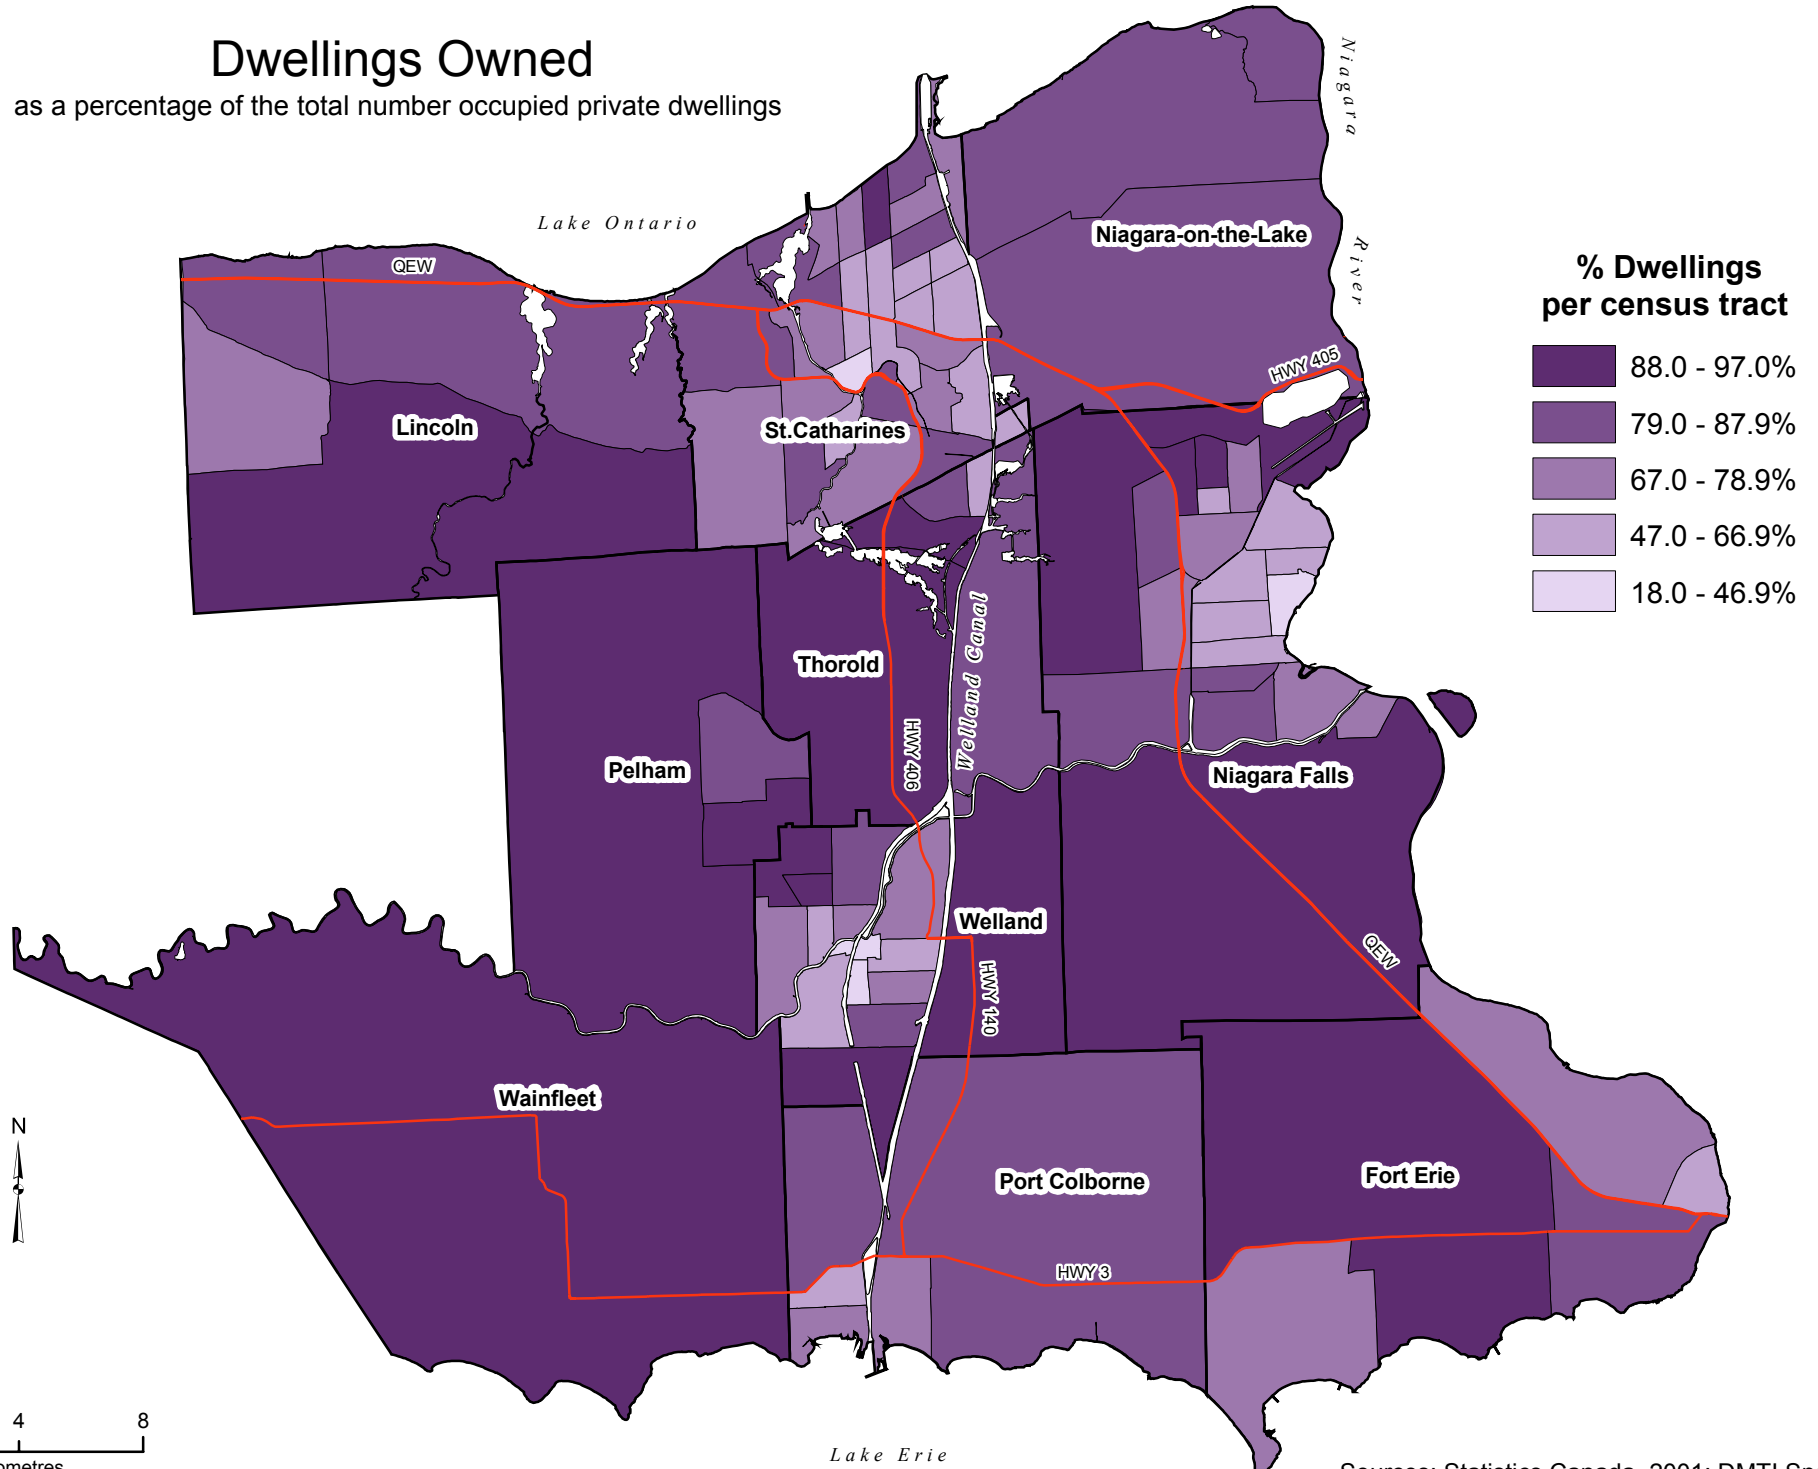 Dwellings Owned
as a percentage of the total number occupied private dwellings
Niagara
River
Lake Ontario
QEW
Niagara-on-the-Lake
% Dwellings
per census tract
88.0 - 97.0%
79.0 - 87.9%
67.0 - 78.9%
47.0 - 66.9%
18.0 - 46.9%
HWY 405
Lincoln
St.Catharines
Thorold
Welland Canal
HWY 406
Pelham
Niagara Falls
Welland
QEW
HWY 140
Wainfleet
N
Port Colborne
Fort Erie
HWY 3
4 8
Lake Erie